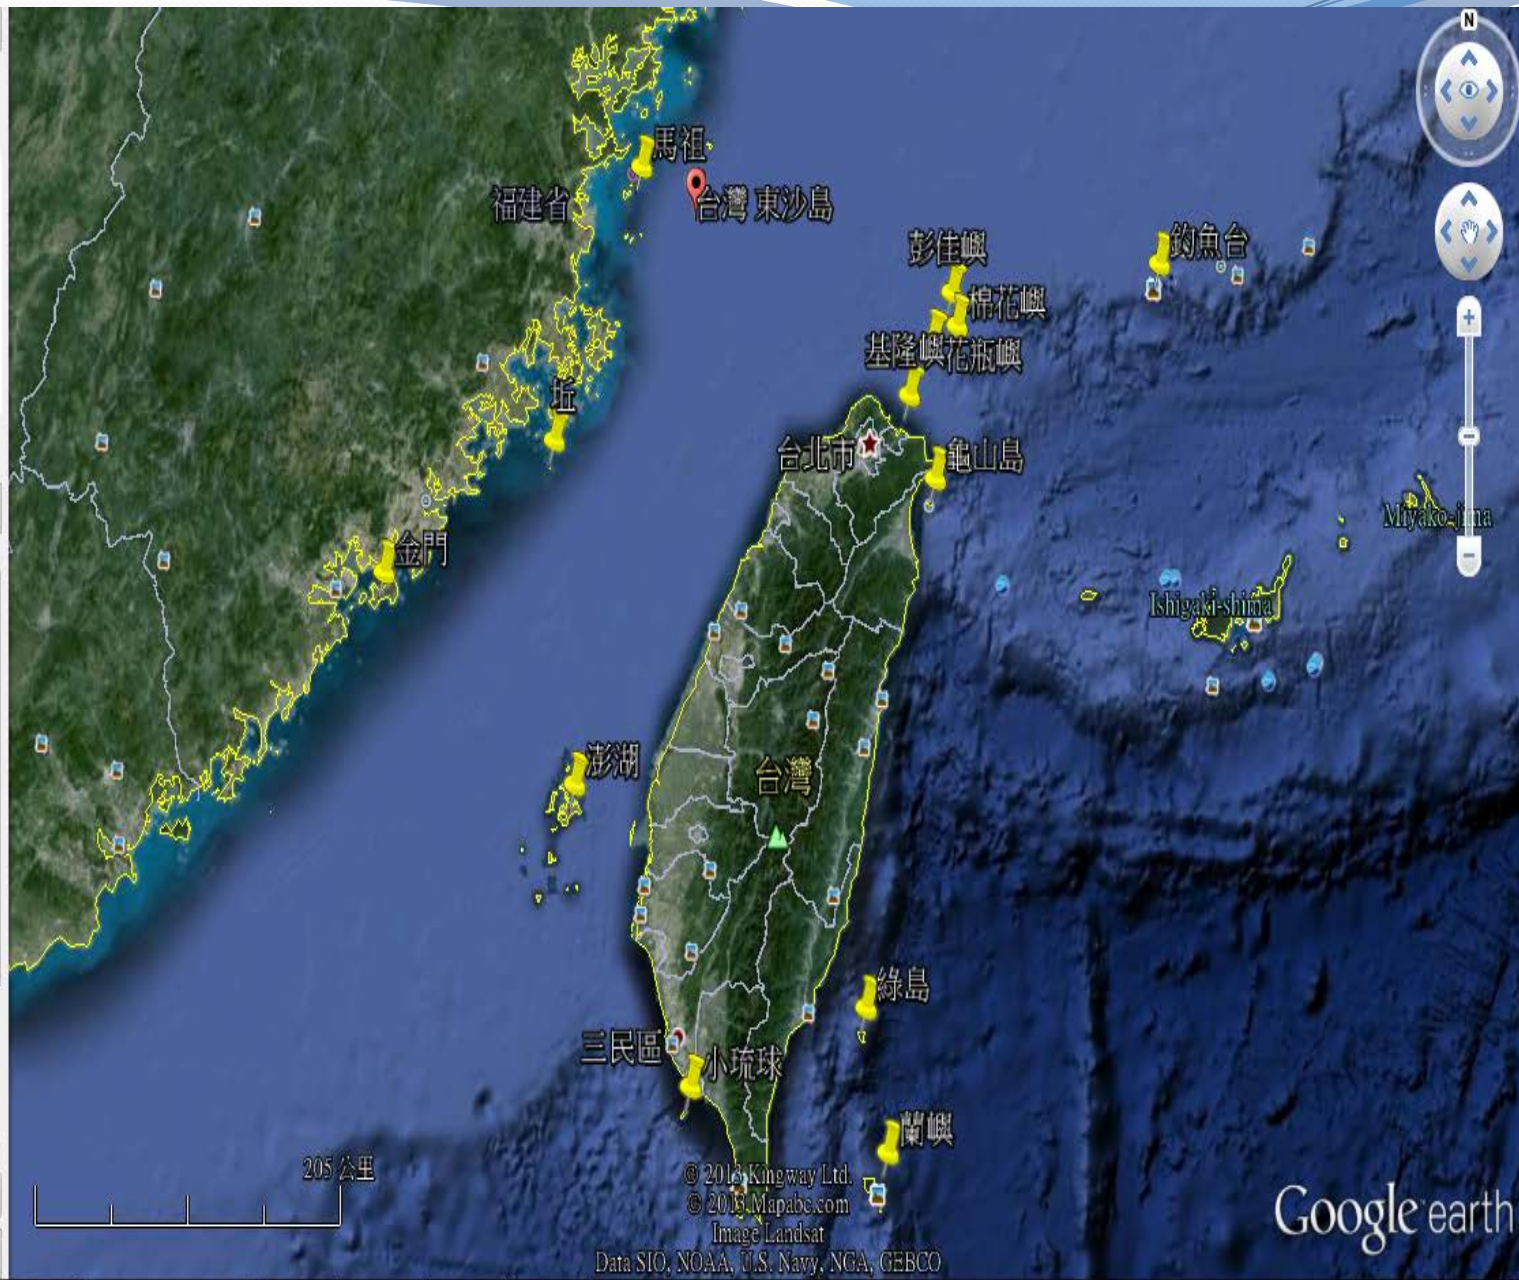 N
馬祖
福建省
台灣 東沙島
彭佳嶼
釣魚台
棉花嶼
基隆嶼
花瓶嶼
坵
台北市
龜山島
Miyako-jima
金門
Ishigaki-shima
澎湖
台灣
綠島
三民區
小琉球
蘭嶼
205 公里
© 2013 Kingway Ltd.
© 2013 Mapabc.com
Image Landsat
Data SIO, NOAA, U.S. Navy, NGA, GEBCO
Google earth